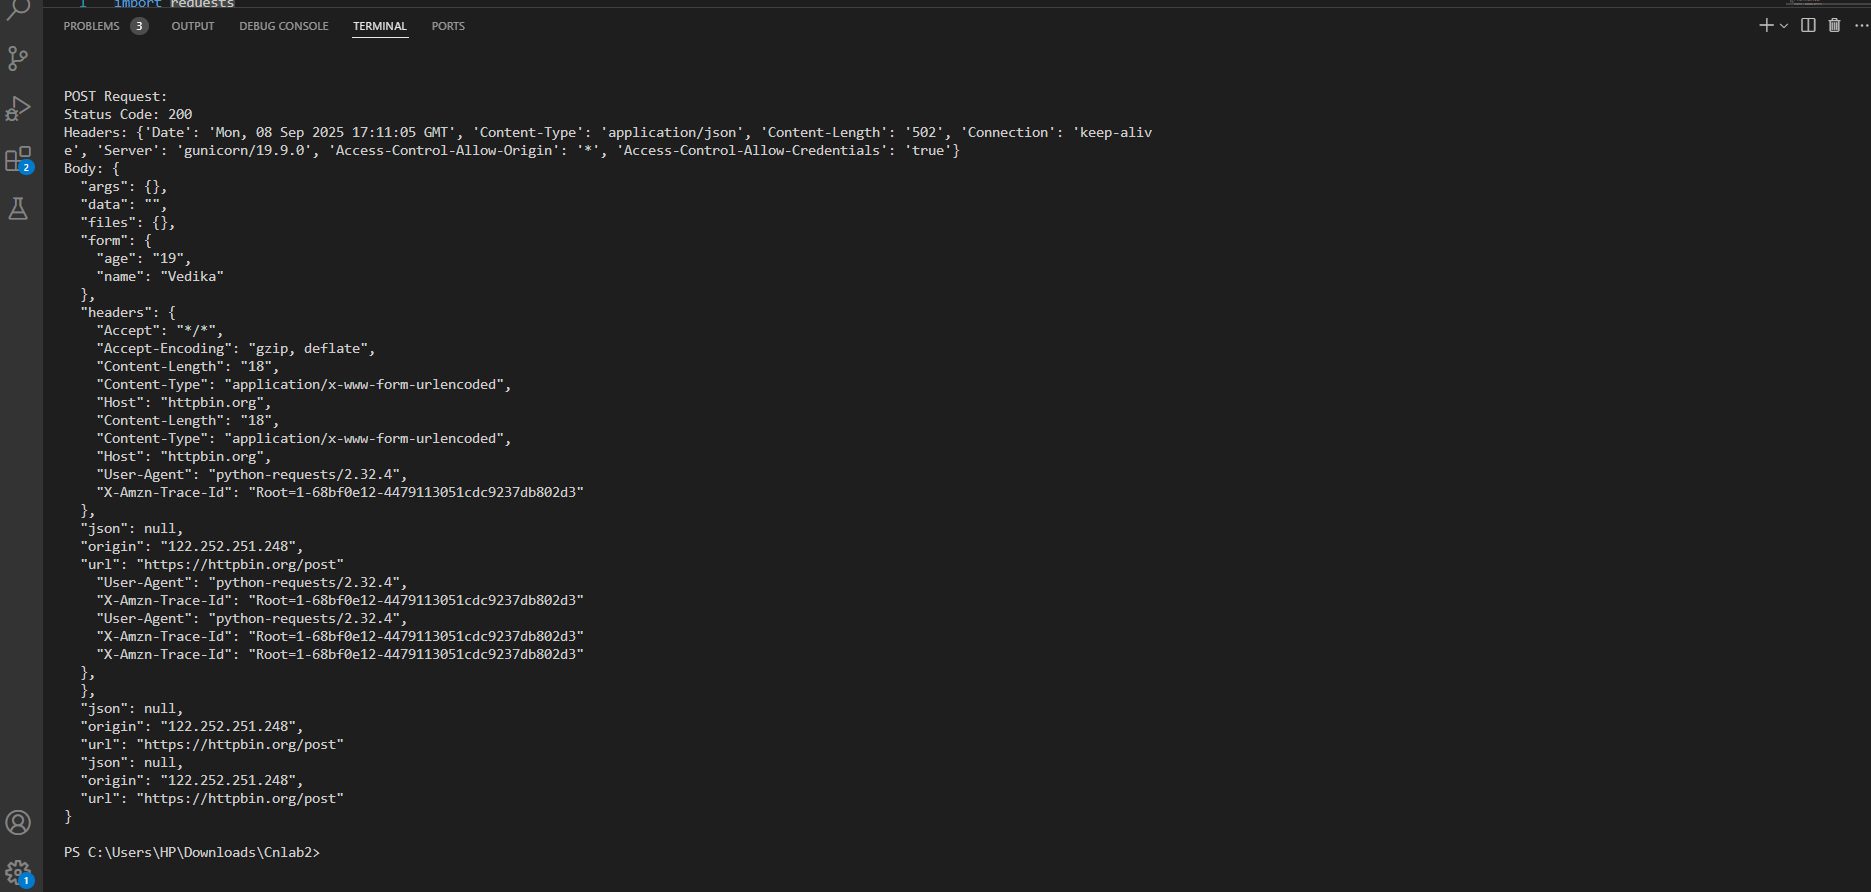 1 import requests
PROBLEMS 3 OUTPUT DEBUG CONSOLE TERMINAL PORTS
POST Request:
Status Code: 200
Headers: {'Date': 'Mon, 08 Sep 2025 17:11:05 GMT', 'Content-Type': 'application/json', 'Content-Length': '502', 'Connection': 'keep-aliv
e', 'Server': 'gunicorn/19.9.0', 'Access-Control-Allow-Origin': '*', 'Access-Control-Allow-Credentials': 'true'}
Body: {
  "args": {},
  "data": "",
  "files": {},
  "form": {
    "age": "19",
    "name": "Vedika"
  },
  "headers": {
    "Accept": "*/*",
    "Accept-Encoding": "gzip, deflate",
    "Content-Length": "18",
    "Content-Type": "application/x-www-form-urlencoded",
    "Host": "httpbin.org",
    "Content-Length": "18",
    "Content-Type": "application/x-www-form-urlencoded",
    "Host": "httpbin.org",
    "User-Agent": "python-requests/2.32.4",
    "X-Amzn-Trace-Id": "Root=1-68bf0e12-4479113051cdc9237db802d3"
  },
  "json": null,
  "origin": "122.252.251.248",
  "url": "https://httpbin.org/post"
    "User-Agent": "python-requests/2.32.4",
    "X-Amzn-Trace-Id": "Root=1-68bf0e12-4479113051cdc9237db802d3"
    "User-Agent": "python-requests/2.32.4",
    "X-Amzn-Trace-Id": "Root=1-68bf0e12-4479113051cdc9237db802d3"
    "X-Amzn-Trace-Id": "Root=1-68bf0e12-4479113051cdc9237db802d3"
  },
  },
  "json": null,
  "origin": "122.252.251.248",
  "url": "https://httpbin.org/post"
  "json": null,
  "origin": "122.252.251.248",
  "url": "https://httpbin.org/post"
}
PS C:\Users\HP\Downloads\Cnlab2>
2
1